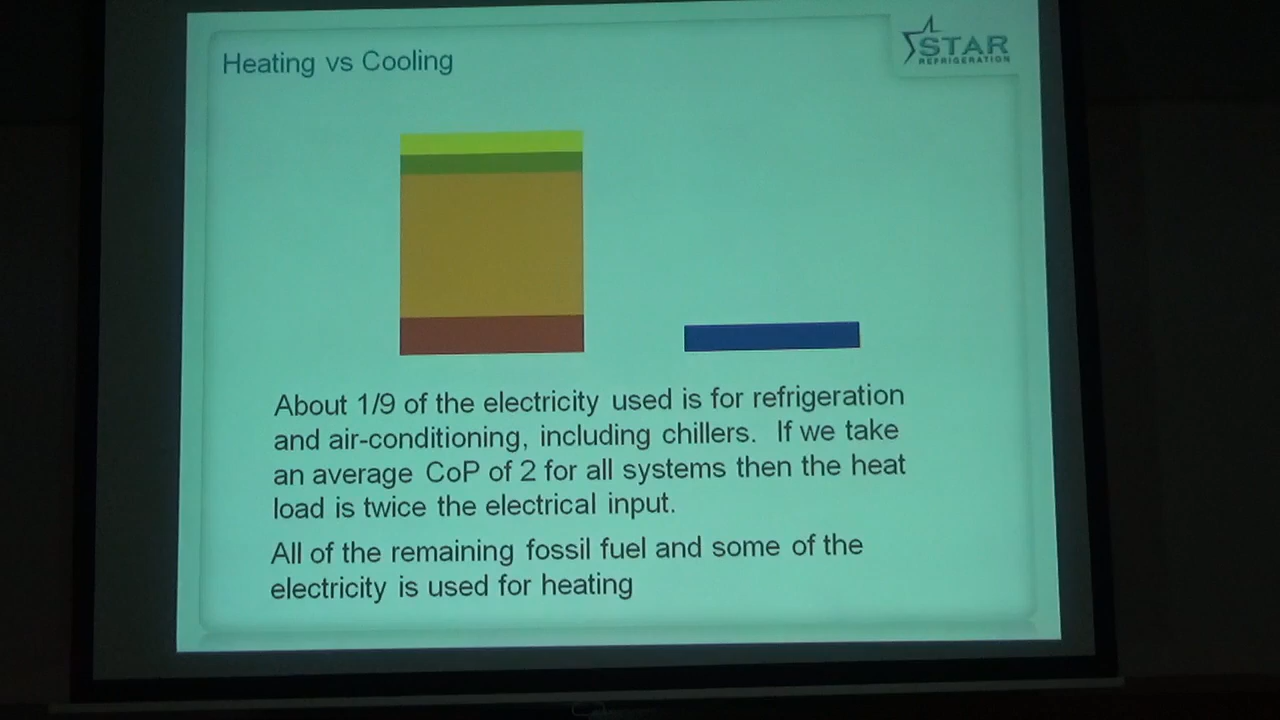 Heating vs Cooling
STAR
REFRIGERATION
About 1/9 of the electricity used is for refrigeration
and air-conditioning, including chillers. If we take
an average CoP of 2 for all systems then the heat
load is twice the electrical input.
All of the remaining fossil fuel and some of the
electricity is used for heating